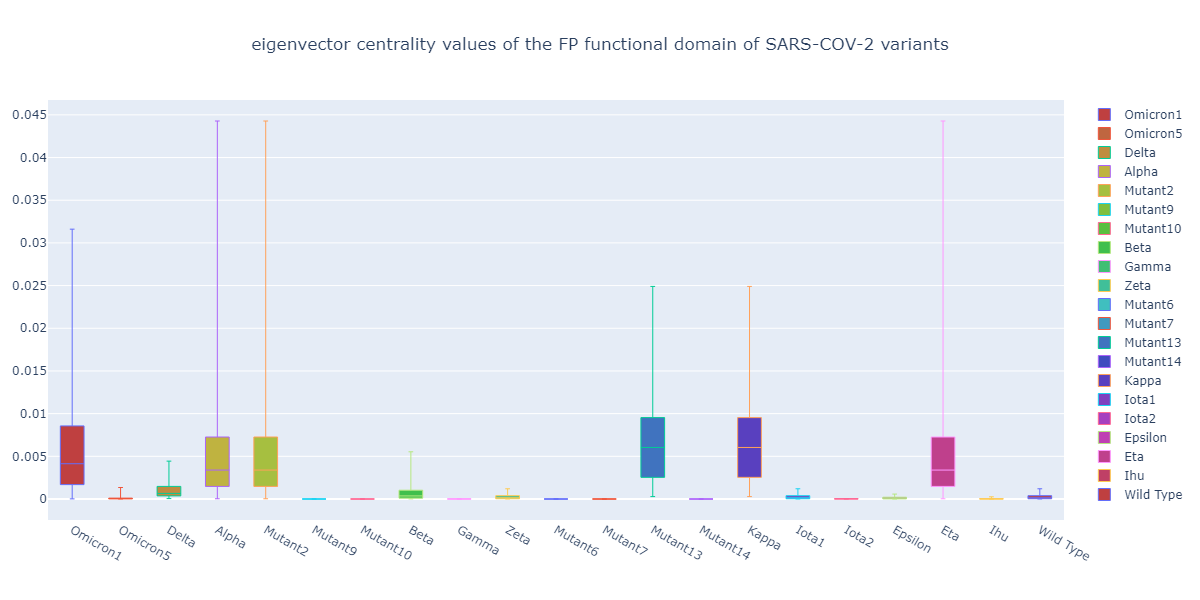 eigenvector centrality values of the FP functional domain of SARS-COV-2 variants
0.045
0.04
0.035
0.03
0.025
0.02
0.015
0.01
0.005
0
Omicron1
Omicron5
Delta
Alpha
Mutant2
Mutant9
Mutant10
Beta
Gamma
Zeta
Mutant6
Mutant7
Mutant13
Mutant14
Kappa
Iota1
Iota2
Epsilon
Eta
Ihu
Wild Type
Omicron1
Omicron5
Delta
Alpha
Mutant2
Mutant9
Mutant10
Beta
Gamma
Zeta
Mutant6
Mutant7
Mutant13
Mutant14
Kappa
Iota1
Iota2
Epsilon
Eta
Ihu
Wild Type